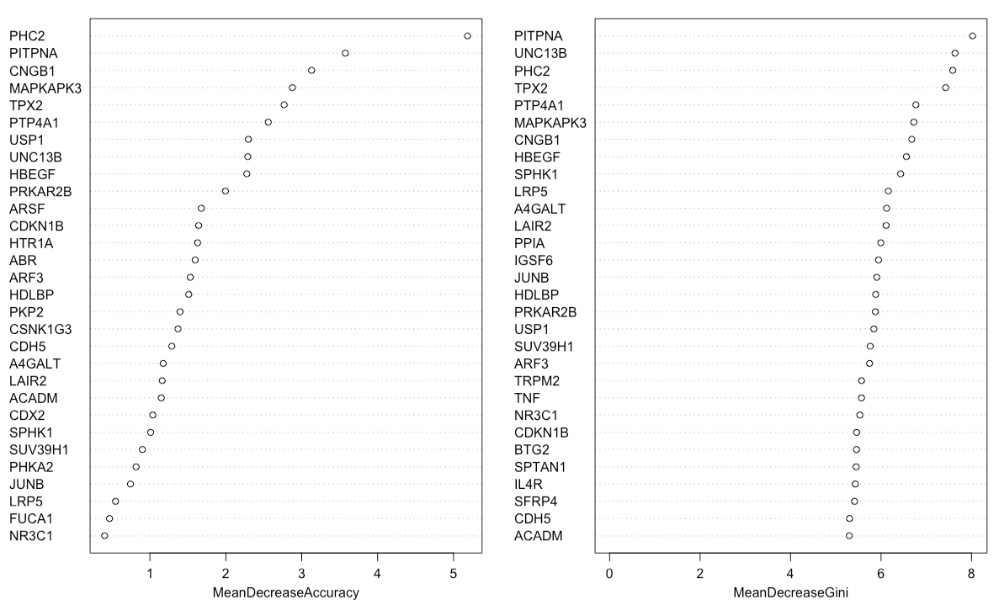 PHC2
PITPNA
CNGB1
MAPKAPK3
TPX2
PTP4A1
USP1
UNC13B
HBEGF
PRKAR2B
ARSF
CDKN1B
HTR1A
ABR
ARF3
HDLBP
PKP2
CSNK1G3
CDH5
A4GALT
LAIR2
ACADM
CDX2
SPHK1
SUV39H1
PHKA2
JUNB
LRP5
FUCA1
NR3C1
1 2 3 4 5
MeanDecreaseAccuracy
PITPNA
UNC13B
PHC2
TPX2
PTP4A1
MAPKAPK3
CNGB1
HBEGF
SPHK1
LRP5
A4GALT
LAIR2
PPIA
IGSF6
JUNB
HDLBP
PRKAR2B
USP1
SUV39H1
ARF3
TRPM2
TNF
NR3C1
CDKN1B
BTG2
SPTAN1
IL4R
SFRP4
CDH5
ACADM
0 2 4 6 8
MeanDecreaseGini